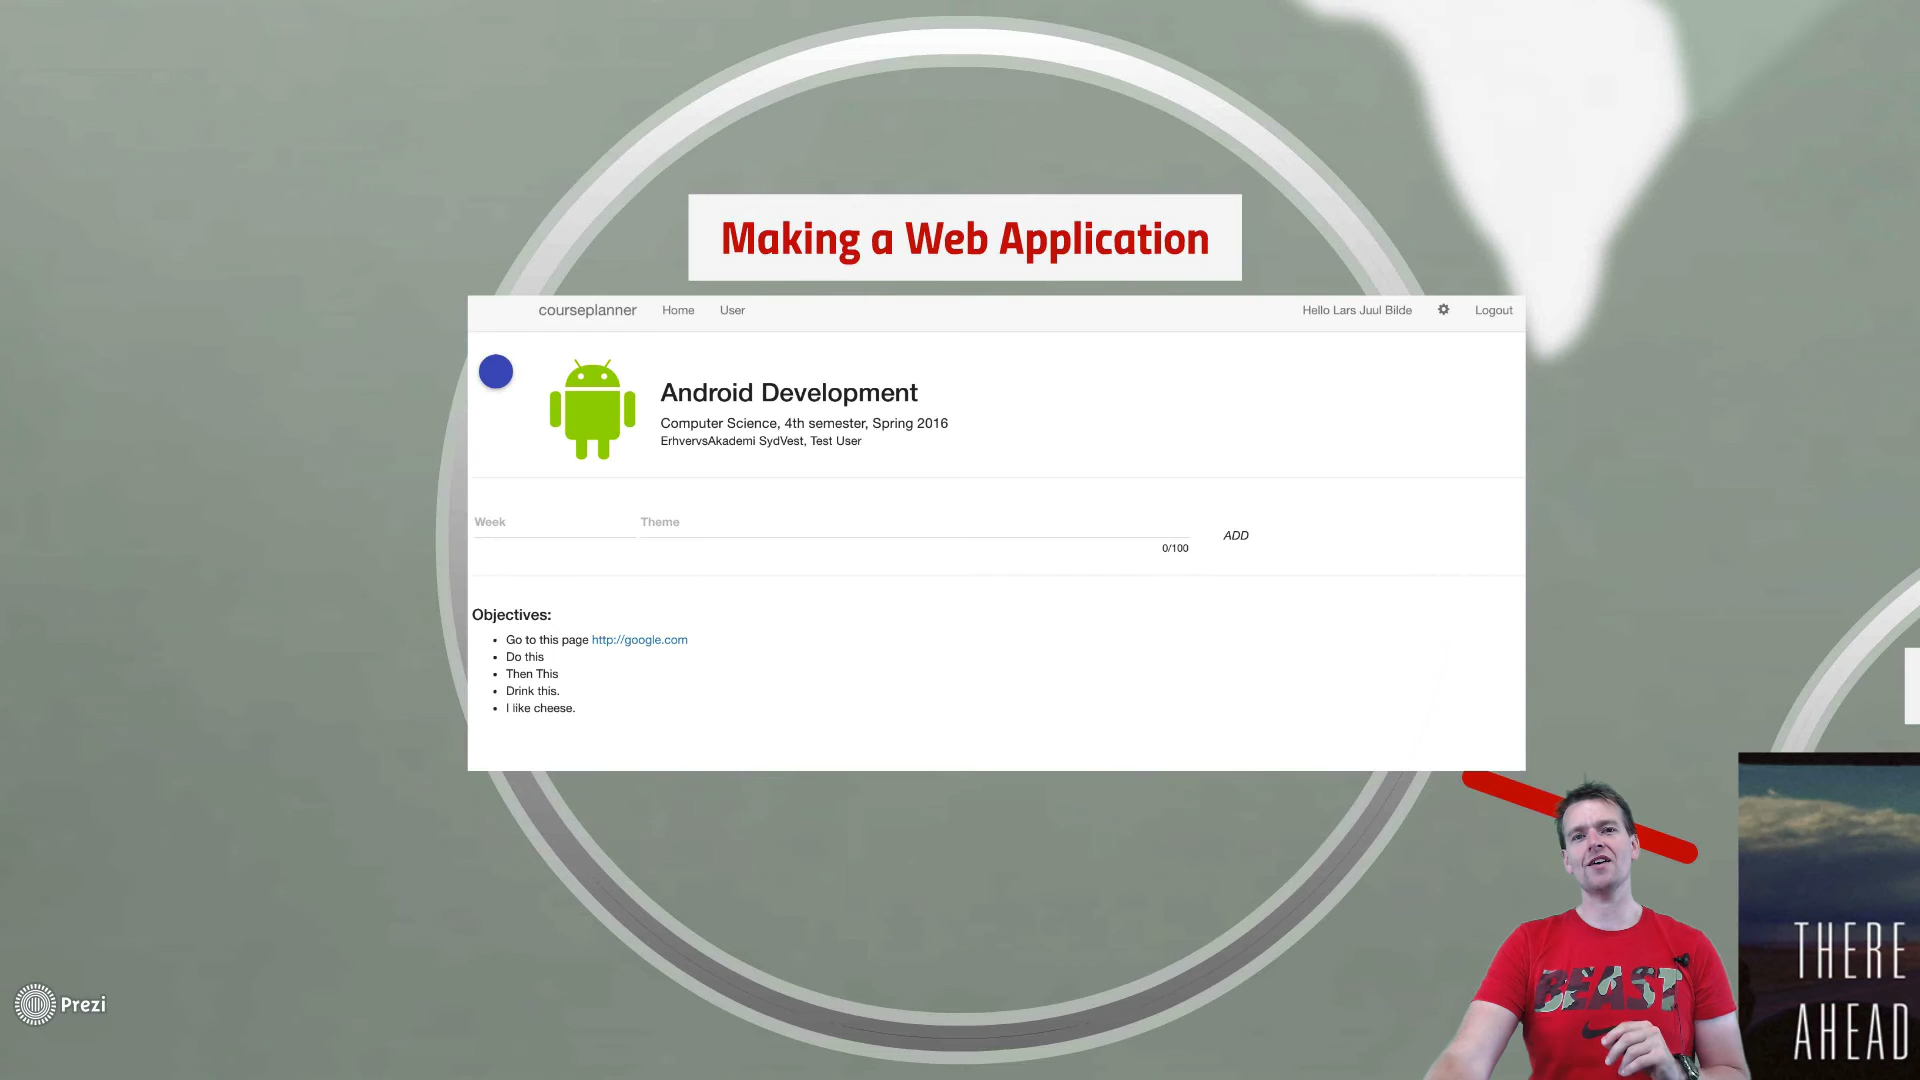 Making a Web Application
courseplanner Home User Hello Lars Juul Bilde Logout
Android Development
Computer Science, 4th semester, Spring 2016
ErhvervsAkademi SydVest, Test User
Week Theme
ADD
0/100
Objectives:
Go to this page http://google.com
Do this
Then This
Drink this.
I like cheese.
BEAST
THERE
AHEAD
Prezi